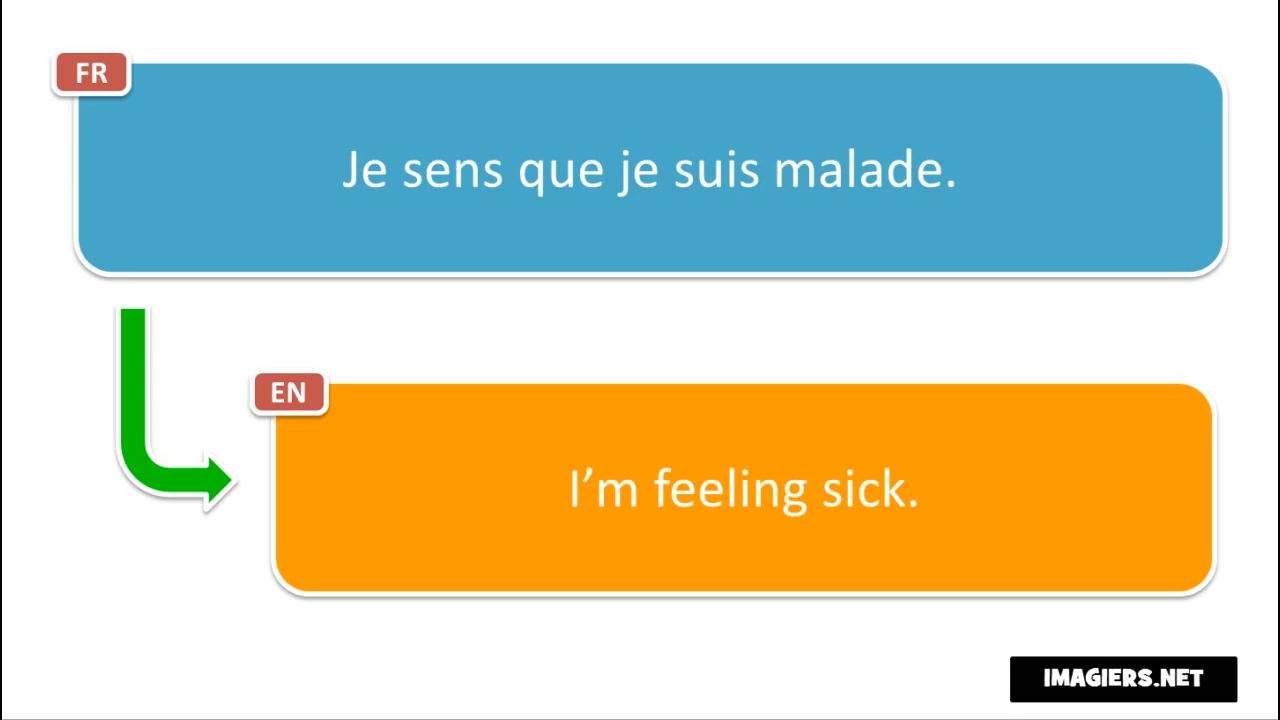 FR
Je sens que je suis malade.
EN
I’m feeling sick.
IMAGIERS.NET